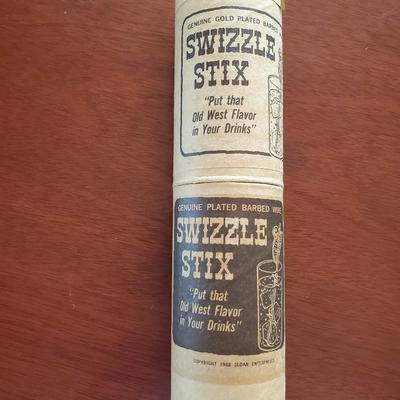 GENUINE GOLD PLATED BARBED
SWIZZLE
STIX
"Put that
Old West Flavor
in Your Drinks"
GENUINE PLATED BARBED WIRE
SWIZZLE
STIX
"Put that
Old West Flavor
in Your Drinks"
COPYRIGHT 1968 SLOAN ENTERPRISES